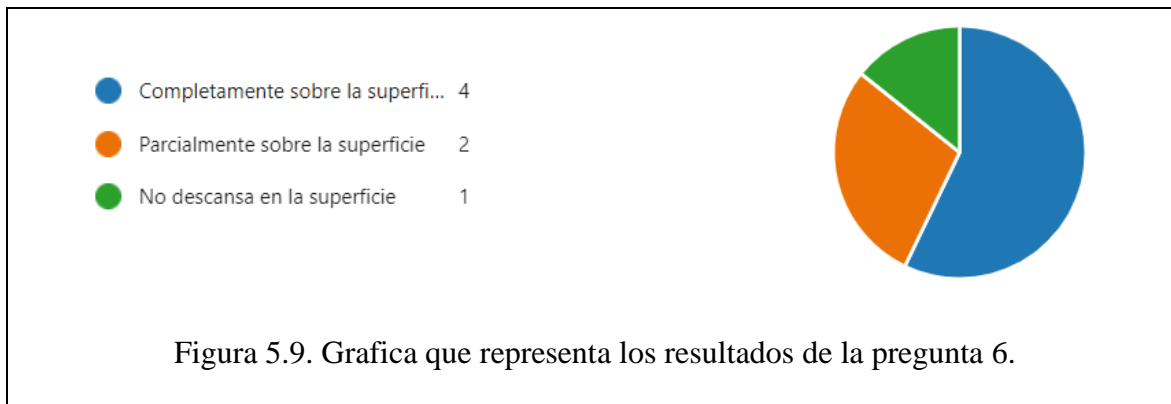 Completamente sobre la superfi... 4
Parcialmente sobre la superficie 2
No descansa en la superficie 1
Figura 5.9. Grafica que representa los resultados de la pregunta 6.